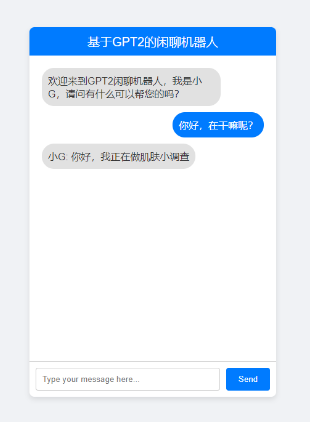 基于GPT2的闲聊机器人
欢迎来到GPT2闲聊机器人，我是小
G，请问有什么可以帮您的吗？
你好，在干嘛呢？
小G: 你好，我正在做肌肤小调查
Type your message here...
Send